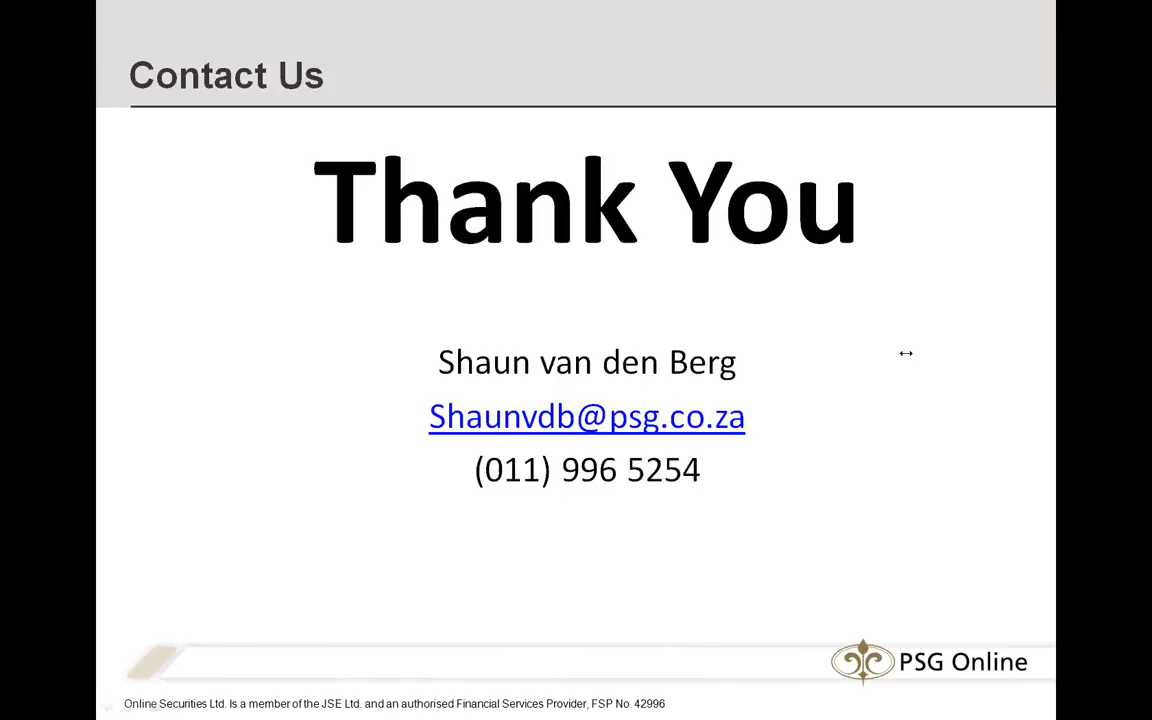 Contact Us
Thank You
Shaun van den Berg
Shaunvdb@psg.co.za
(011) 996 5254
PSG Online
Online Securities Ltd. Is a member of the JSE Ltd. and an authorised Financial Services Provider, FSP No. 42996